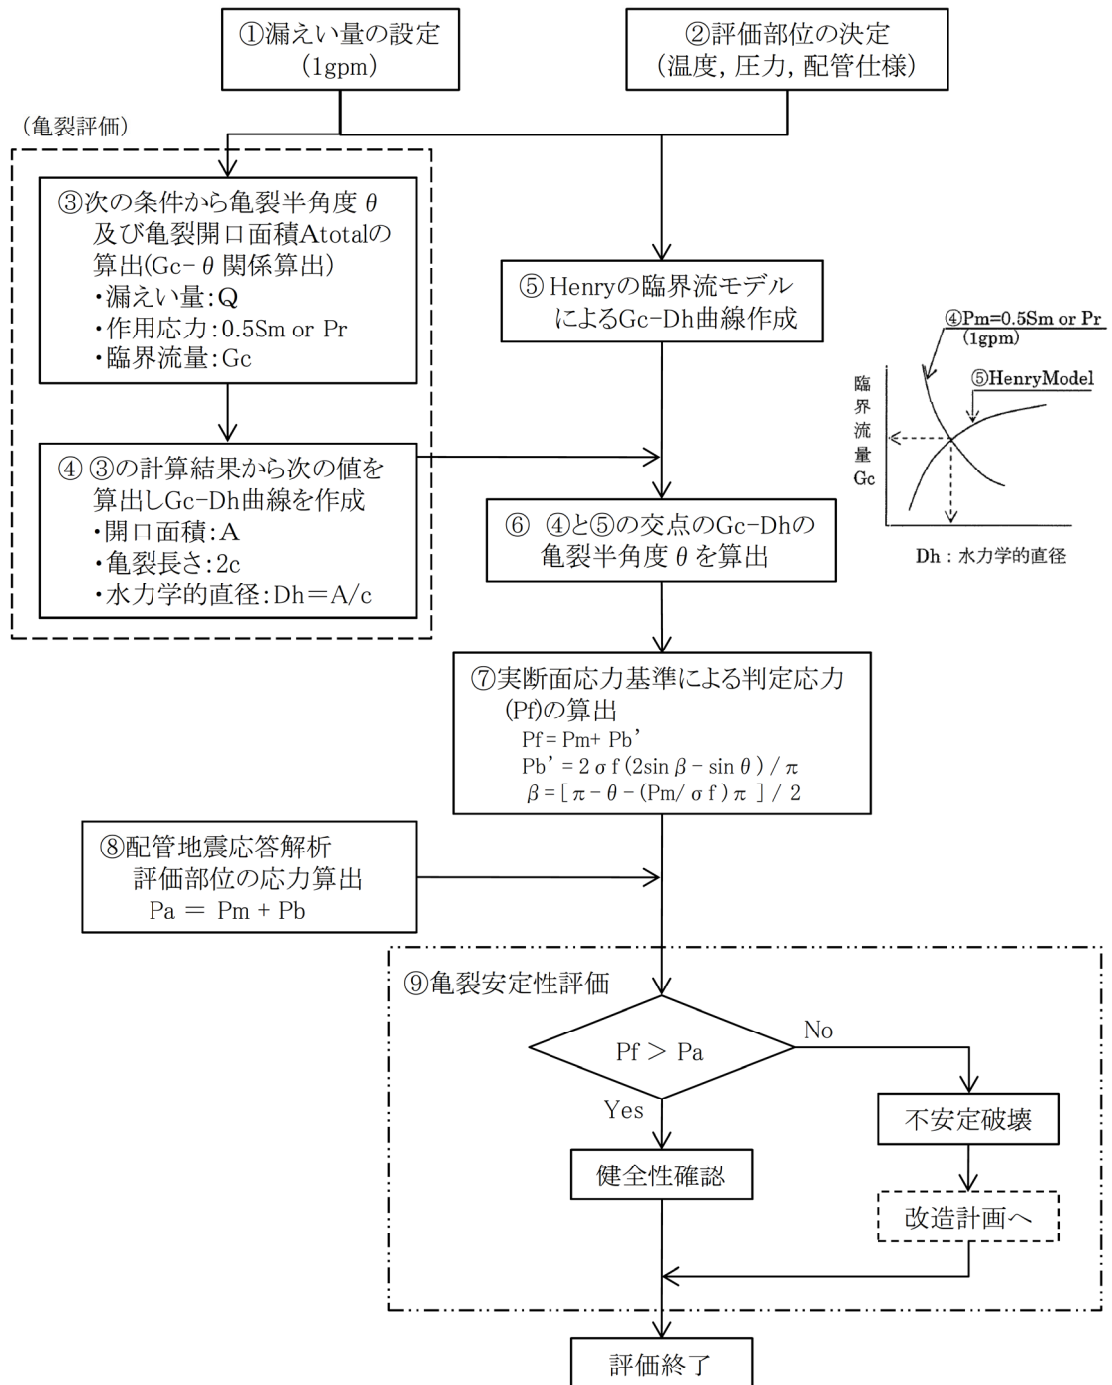 ①漏えい量の設定
(1gpm)
②評価部位の決定
(温度, 圧力, 配管仕様)
(亀裂評価)
③次の条件から亀裂半角度θ
及び亀裂開口面積Atotalの
算出(Gc-θ関係算出)
・漏えい量:Q
・作用応力:0.5Sm or Pr
・臨界流量:Gc
⑤Henryの臨界流モデル
によるGc-Dh曲線作成
④Pm=0.5Sm or Pr
(1gpm)
⑤HenryModel
臨
界
流
量
Gc
Dh:水力学的直径
④ ③の計算結果から次の値を
算出しGc-Dh曲線を作成
・開口面積:A
・亀裂長さ:2c
・水力学的直径:Dh=A/c
⑥ ④と⑤の交点のGc-Dhの
亀裂半角度θを算出
⑦実断面応力基準による判定応力
(Pf)の算出
Pf=Pm+ Pb'
Pb'=2σf(2sinβ-sinθ)/π
β=[π-θ-(Pm/σf)π]/2
⑧配管地震応答解析
評価部位の応力算出
Pa = Pm + Pb
⑨亀裂安定性評価
Pf > Pa
No
Yes
不安定破壊
健全性確認
改造計画へ
評価終了